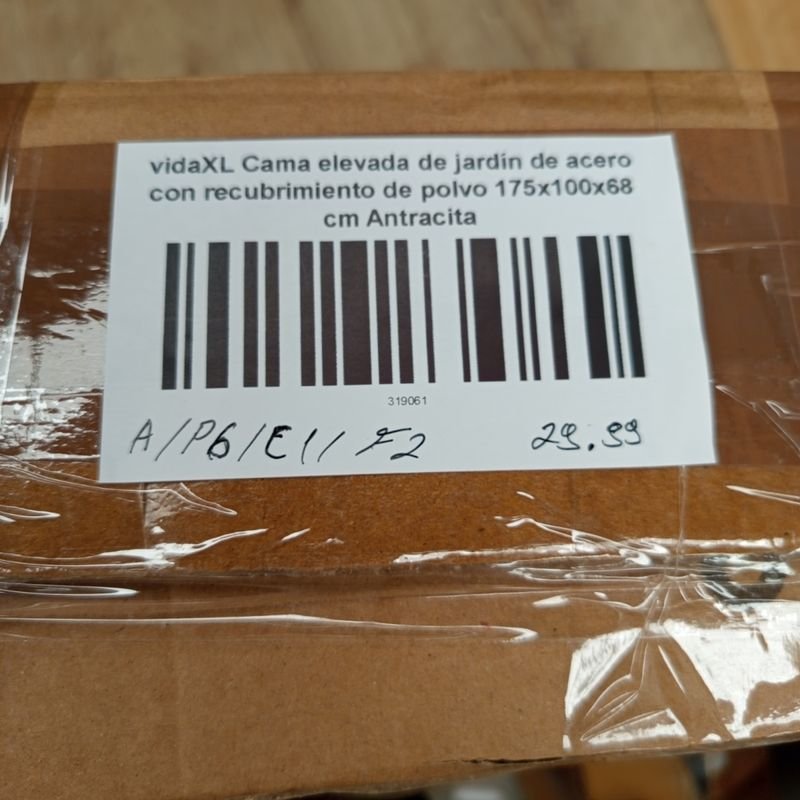 vidaXL Cama elevada de jardín de acero
con recubrimiento de polvo 175x100x68
cm Antracita
319061
A/P6/E1/F2 29.99